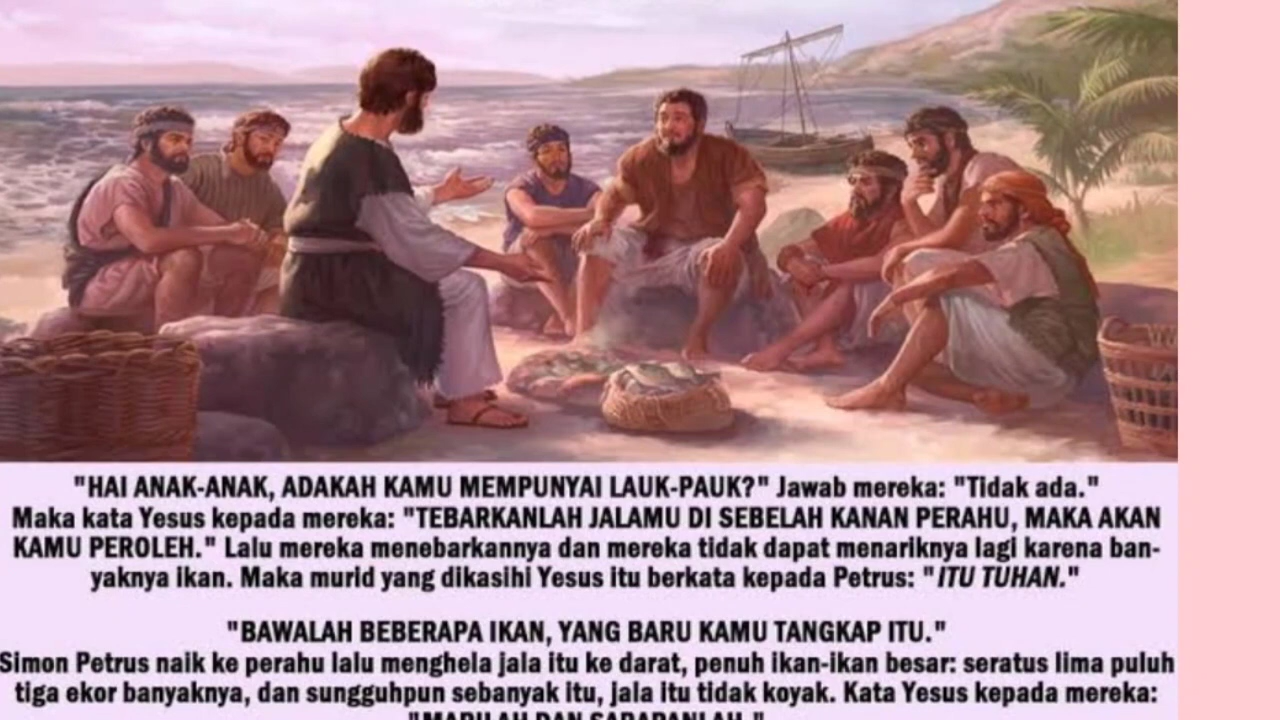 "HAI ANAK-ANAK, ADAKAH KAMU MEMPUNYAI LAUK-PAUK?" Jawab mereka: "Tidak ada."
Maka kata Yesus kepada mereka: "TEBARKANLAH JALAMU DI SEBELAH KANAN PERAHU, MAKA AKAN
KAMU PEROLEH." Lalu mereka menebarkannya dan mereka tidak dapat menariknya lagi karena ban-
yaknya ikan. Maka murid yang dikasihi Yesus itu berkata kepada Petrus: "ITU TUHAN."
"BAWALAH BEBERAPA IKAN, YANG BARU KAMU TANGKAP ITU."
Simon Petrus naik ke perahu lalu menghela jala itu ke darat, penuh ikan-ikan besar: seratus lima puluh
tiga ekor banyaknya, dan sungguhpun sebanyak itu, jala itu tidak koyak. Kata Yesus kepada mereka:
"MARILAH DAN SARAPANLAH."